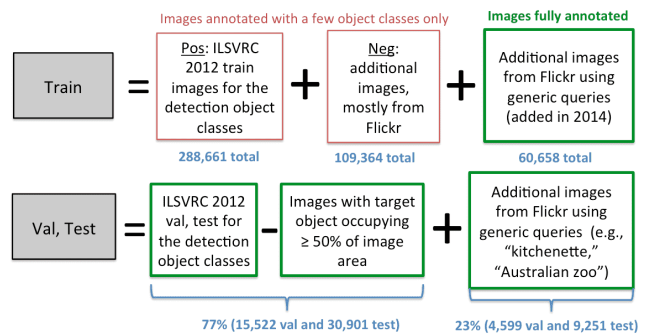 Images annotated with a few object classes only
Images fully annotated
Train
=
Pos: ILSVRC
2012 train
images for the
detection object
classes
+
Neg:
additional
images,
mostly from
Flickr
+
Additional images
from Flickr using
generic queries
(added in 2014)
288,661 total
109,364 total
60,658 total
Val, Test
=
ILSVRC 2012
val, test for
the detection
object classes
-
Images with target
object occupying
≥ 50% of image
area
+
Additional images
from Flickr using
generic queries (e.g.,
“kitchenette,”
“Australian zoo”)
77% (15,522 val and 30,901 test)
23% (4,599 val and 9,251 test)